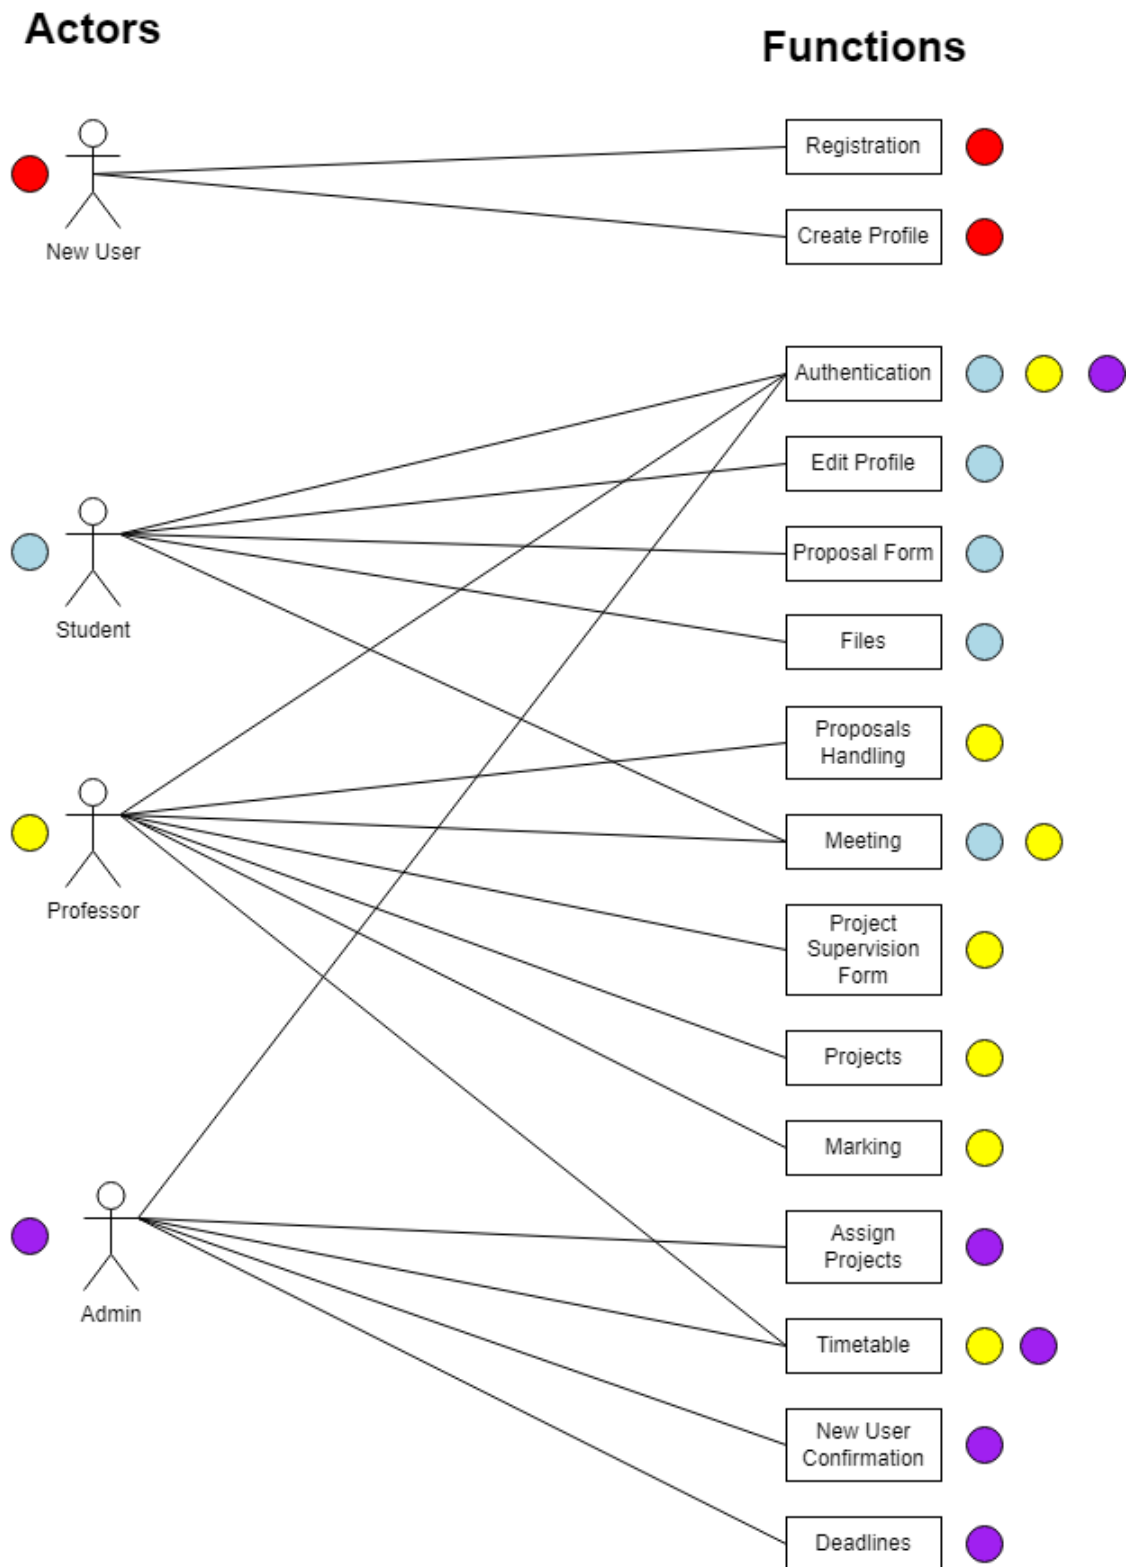 Actors
Functions
Registration
New User
Create Profile
Authentication
Edit Profile
Proposal Form
Student
Files
Proposals
Handling
Meeting
Professor
Project
Supervision
Form
Projects
Marking
Assign
Projects
Admin
Timetable
New User
Confirmation
Deadlines